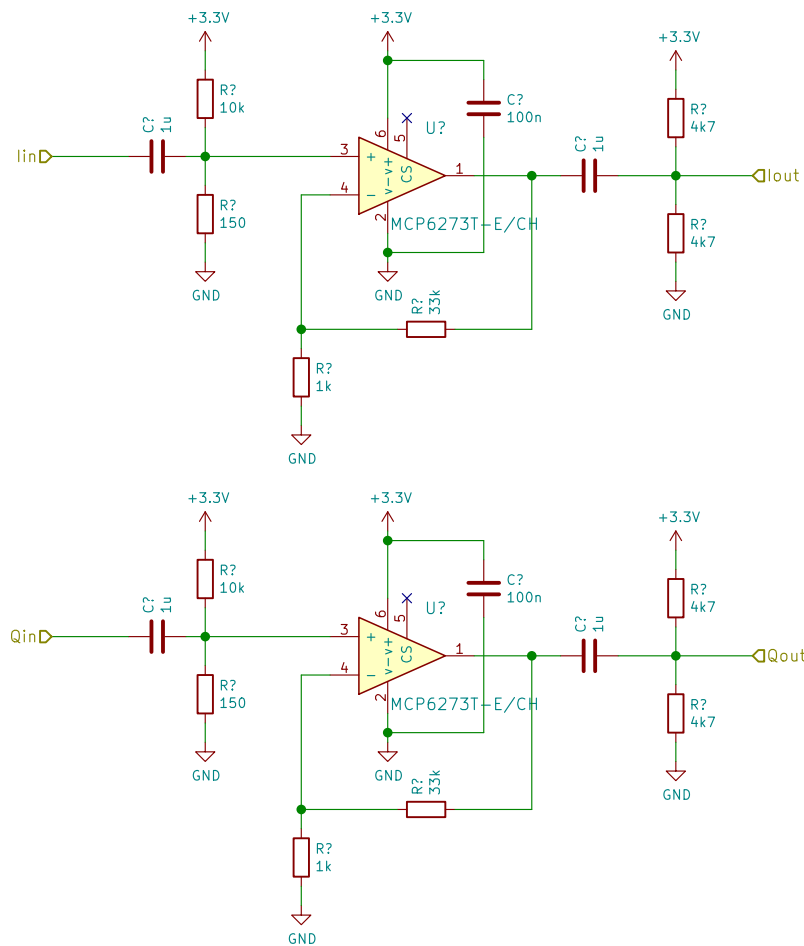 +3.3V
+3.3V
+3.3V
R?
10k
C?
1u
C?
100n
U?
R?
4k7
C?
1u
Iin
3
+
6
5
V+
V-
CS
1
4
-
2
Iout
R?
150
MCP6273T-E/CH
R?
4k7
GND
GND
GND
R?
33k
R?
1k
GND
+3.3V
+3.3V
+3.3V
R?
10k
C?
1u
C?
100n
U?
R?
4k7
C?
1u
Qin
3
+
6
5
V+
V-
CS
1
4
-
2
Qout
R?
150
MCP6273T-E/CH
R?
4k7
GND
GND
GND
R?
33k
R?
1k
GND